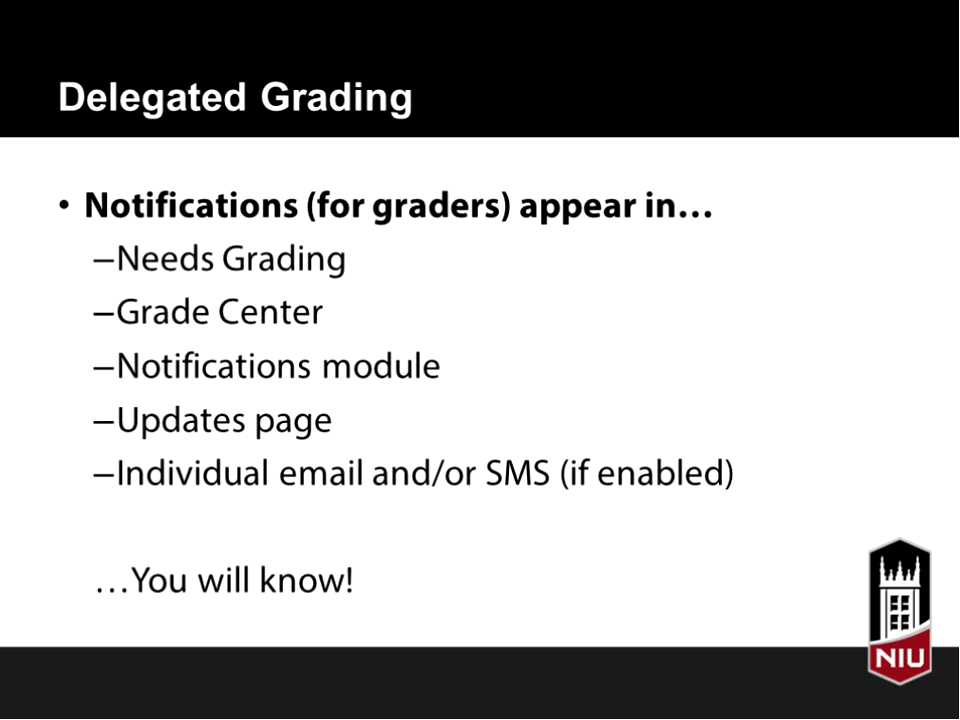 Delegated Grading
• Notifications (for graders) appear in…
–Needs Grading
–Grade Center
–Notifications module
–Updates page
–Individual email and/or SMS (if enabled)
…You will know!
NIU